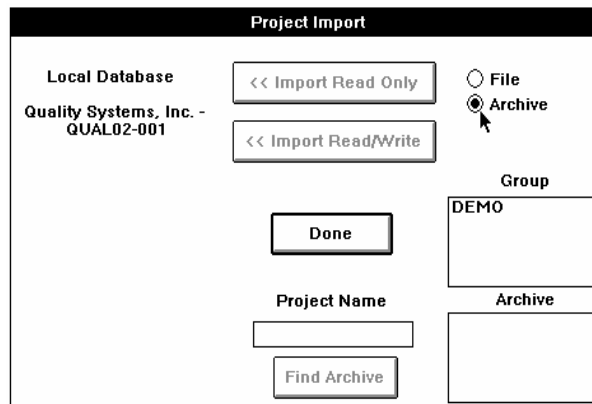 Project Import
Local Database
Quality Systems, Inc. -
QUAL02-001
<< Import Read Only
<< Import Read/Write
File
Archive
Group
DEMO
Done
Project Name
Find Archive
Archive